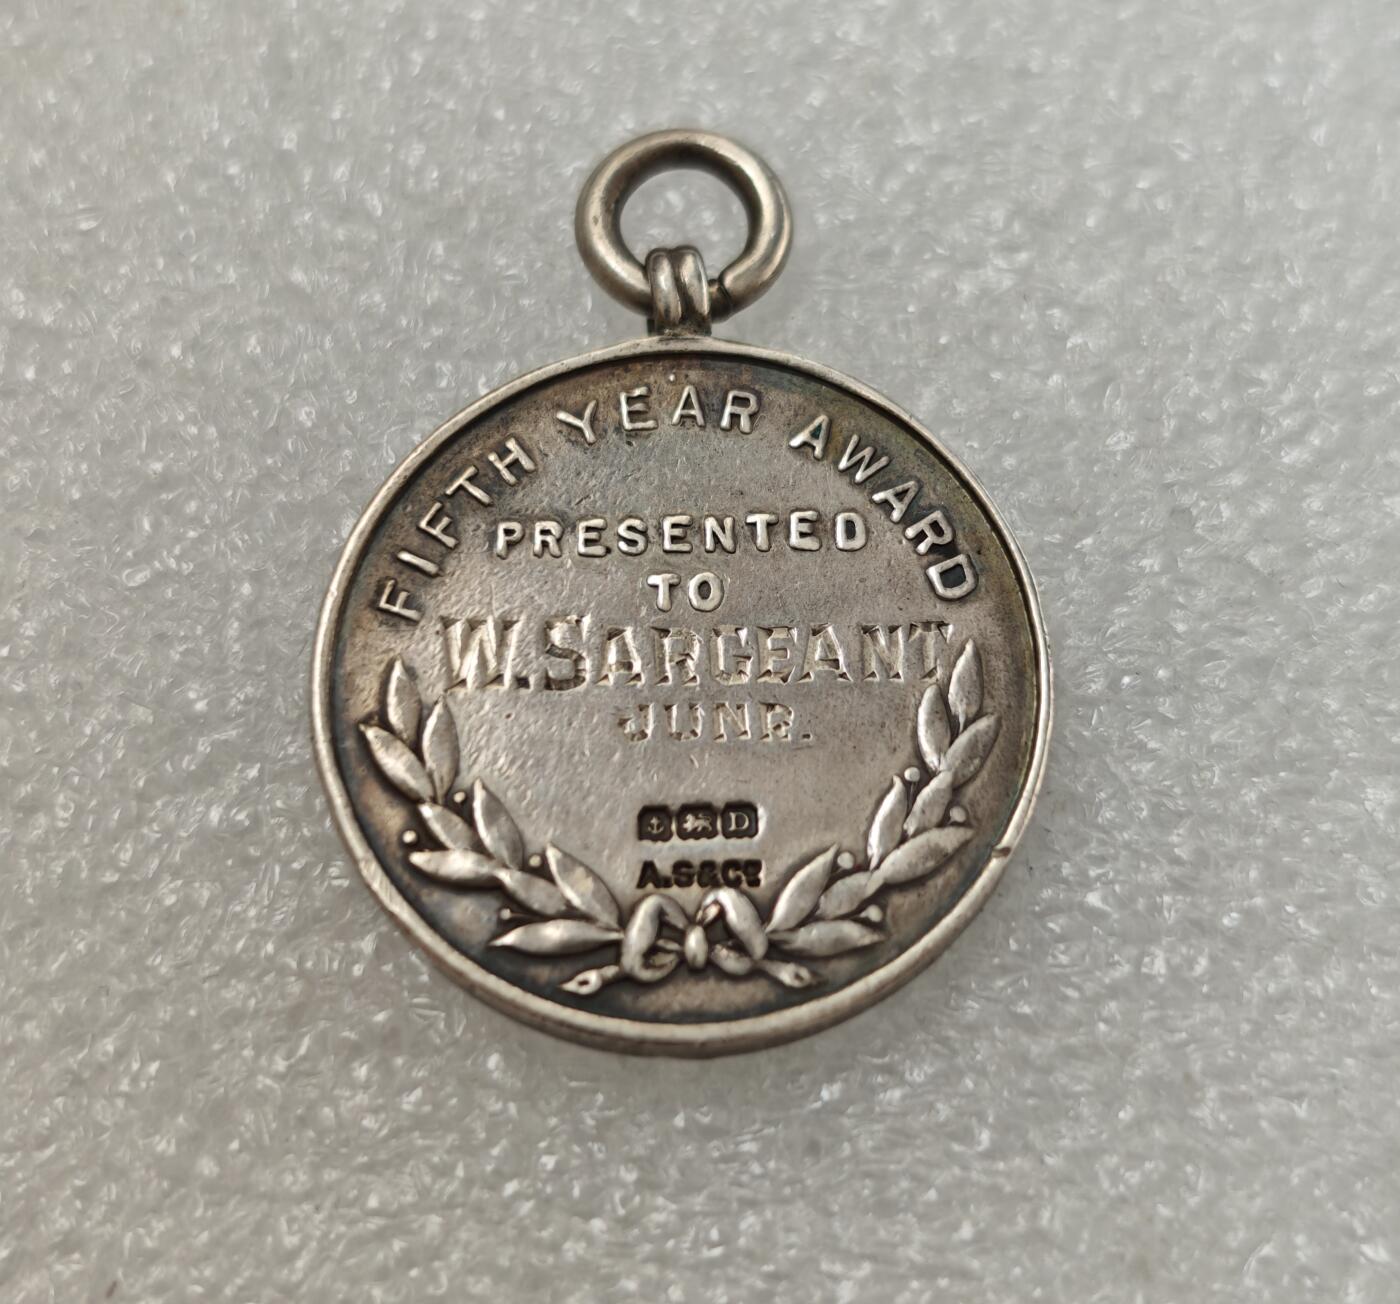 FIFTH YEAR AWARD
PRESENTED
TO
W. SARGEANT
JUNR.
D
A.S&Co